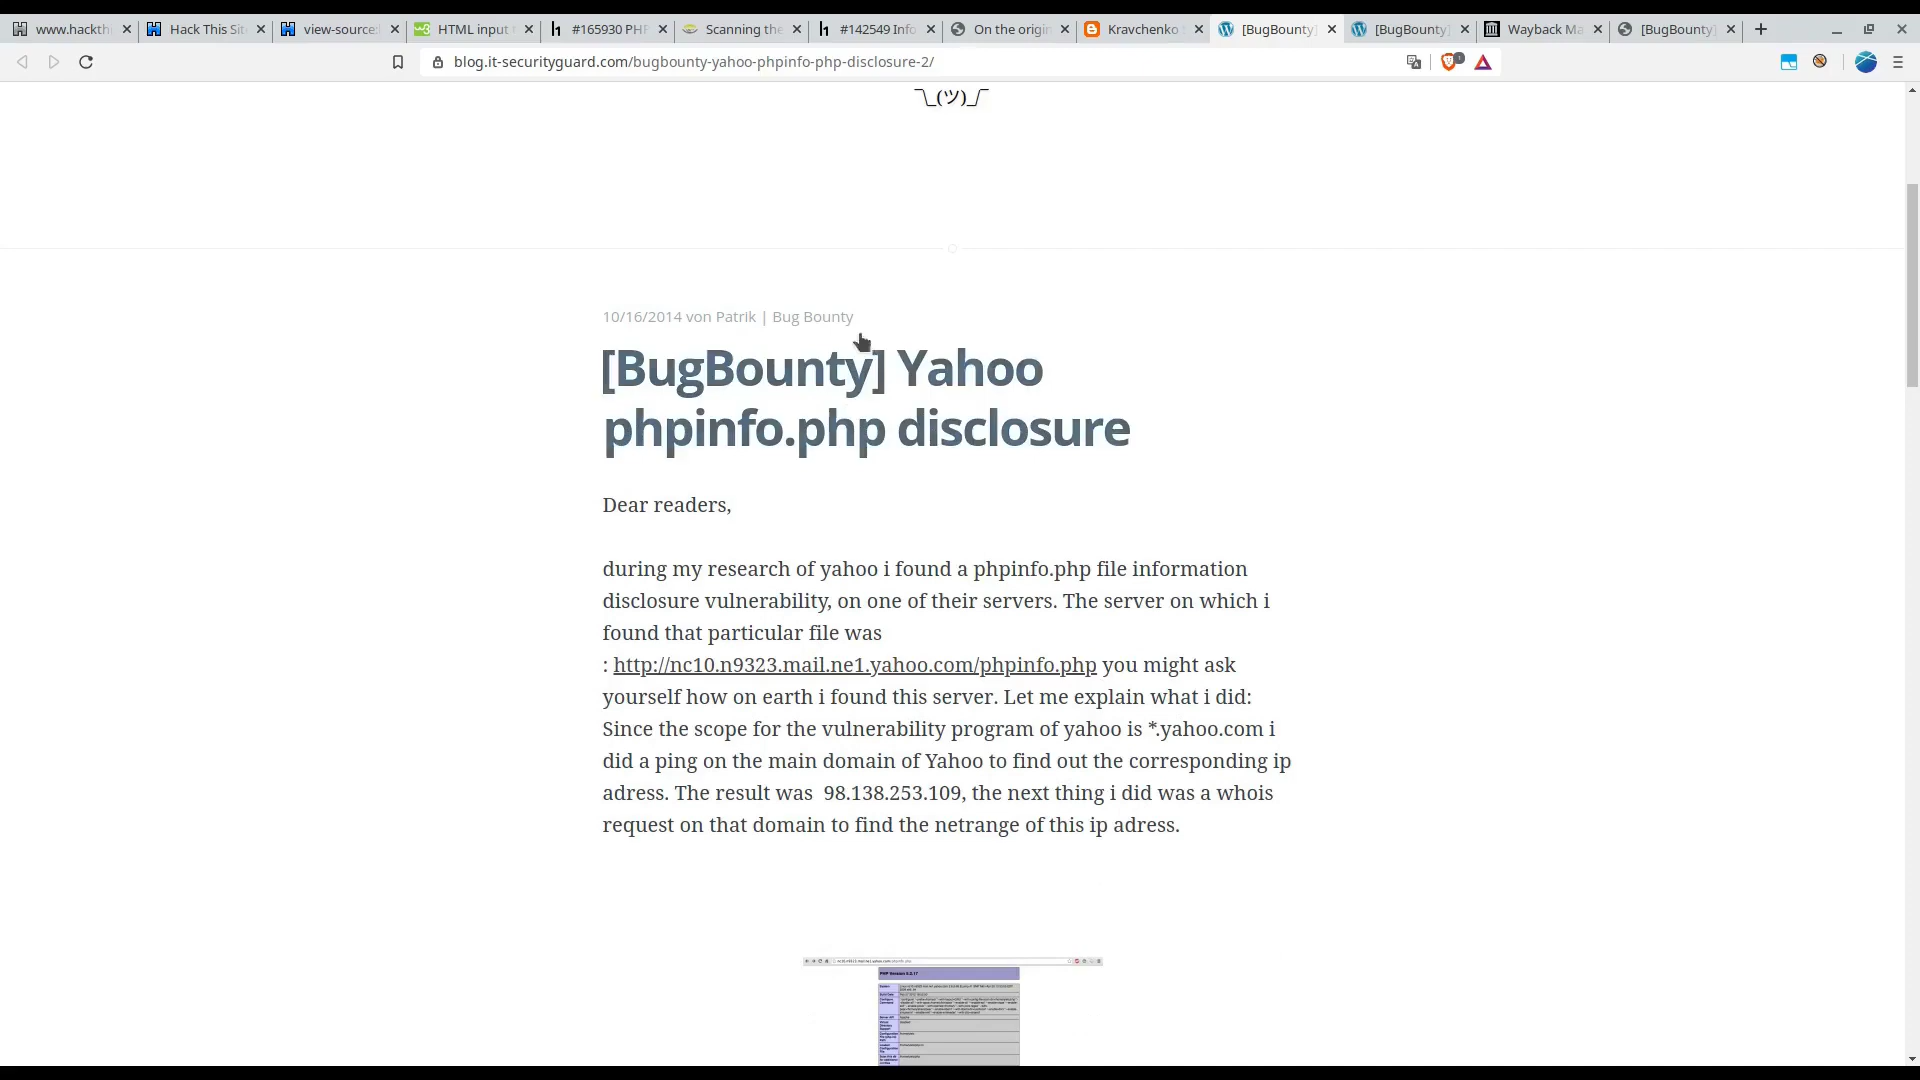 www.hackth
Hack This Sit
view-source:
HTML input
#165930 PHP
Scanning the
#142549 Info
On the origin
Kravchenko
[BugBounty]
[BugBounty]
Wayback Ma
[BugBounty]
blog.it-securityguard.com/bugbounty-yahoo-phpinfo-php-disclosure-2/
¯\_(ツ)_/¯
10/16/2014 von Patrik | Bug Bounty
[BugBounty] Yahoo
phpinfo.php disclosure
Dear readers,
during my research of yahoo i found a phpinfo.php file information
disclosure vulnerability, on one of their servers. The server on which i
found that particular file was
: http://nc10.n9323.mail.ne1.yahoo.com/phpinfo.php you might ask
yourself how on earth i found this server. Let me explain what i did:
Since the scope for the vulnerability program of yahoo is *.yahoo.com i
did a ping on the main domain of Yahoo to find out the corresponding ip
adress. The result was  98.138.253.109, the next thing i did was a whois
request on that domain to find the netrange of this ip adress.